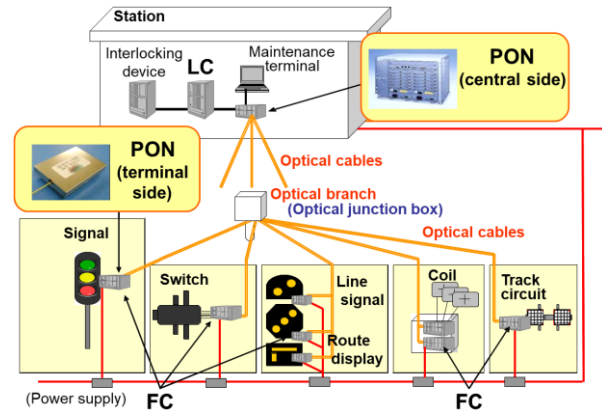 Station
Interlocking
device
LC
Maintenance
terminal
PON
(central side)
PON
(terminal
side)
Optical cables
Optical branch
(Optical junction box)
Optical cables
Signal
Switch
Line
signal
Route
display
Coil
Track
circuit
(Power supply)
FC
FC